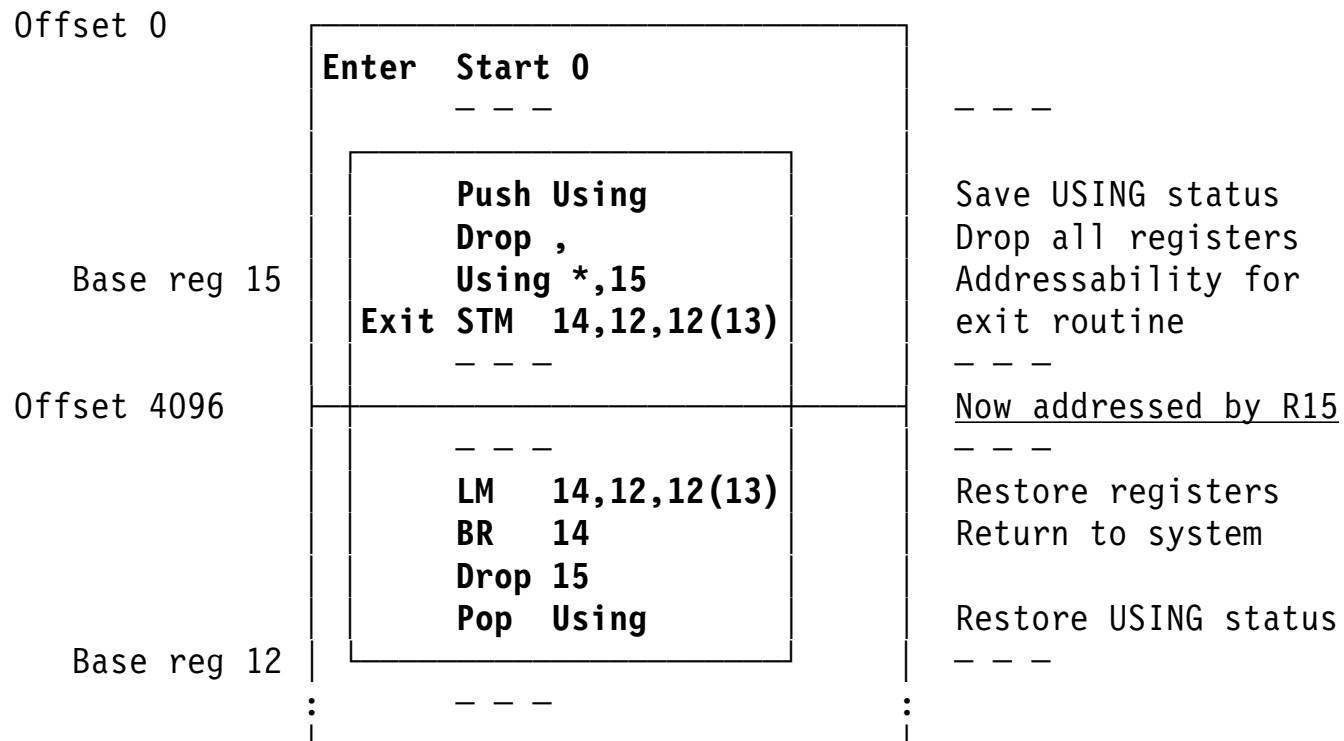 Offset 0
Enter Start 0
— — — — — —
Push Using Save USING status
Drop , Drop all registers
Base reg 15 Using *,15 Addressability for
Exit STM 14,12,12(13) exit routine
— — — — — —
Offset 4096 Now addressed by R15
— — — — — —
LM 14,12,12(13) Restore registers
BR 14 Return to system
Drop 15
Pop Using Restore USING status
Base reg 12 — — —
: — — — :